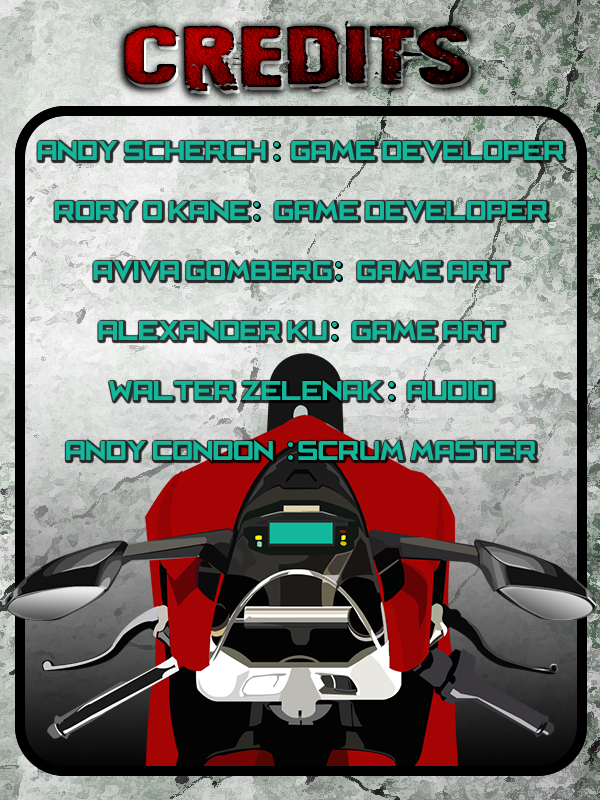 CREDITS
ANDY SCHERCH : GAME DEVELOPER
RORY O KANE: GAME DEVELOPER
AVIVA GOMBERG: GAME ART
ALEXANDER KU: GAME ART
WALTER ZELENAK : AUDIO
ANDY CONDON :SCRUM MASTER